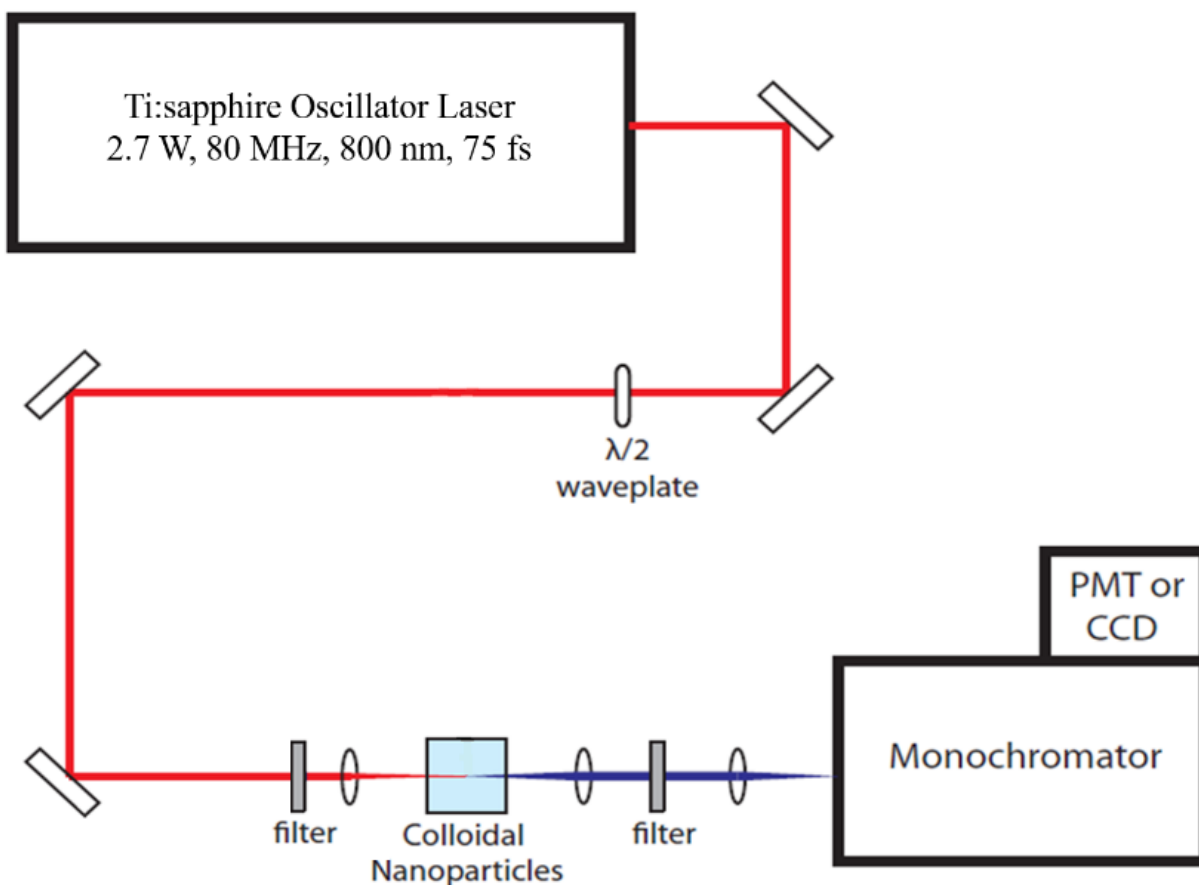 Ti:sapphire Oscillator Laser
2.7 W, 80 MHz, 800 nm, 75 fs
λ/2
waveplate
PMT or
CCD
Monochromator
filter
Colloidal
Nanoparticles
filter